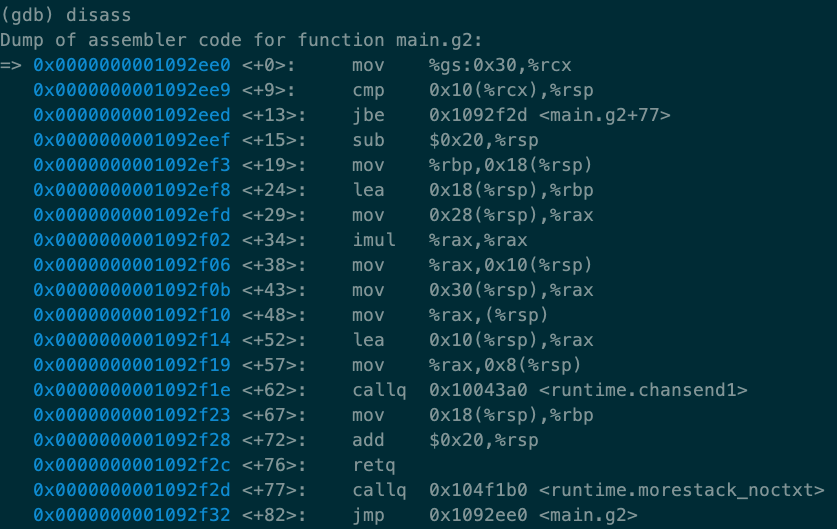 (gdb) disass
Dump of assembler code for function main.g2:
=> 0x0000000001092ee0 <+0>:     mov    %gs:0x30,%rcx
   0x0000000001092ee9 <+9>:     cmp    0x10(%rcx),%rsp
   0x0000000001092eed <+13>:    jbe    0x1092f2d <main.g2+77>
   0x0000000001092eef <+15>:    sub    $0x20,%rsp
   0x0000000001092ef3 <+19>:    mov    %rbp,0x18(%rsp)
   0x0000000001092ef8 <+24>:    lea    0x18(%rsp),%rbp
   0x0000000001092efd <+29>:    mov    0x28(%rsp),%rax
   0x0000000001092f02 <+34>:    imul   %rax,%rax
   0x0000000001092f06 <+38>:    mov    %rax,0x10(%rsp)
   0x0000000001092f0b <+43>:    mov    0x30(%rsp),%rax
   0x0000000001092f10 <+48>:    mov    %rax,(%rsp)
   0x0000000001092f14 <+52>:    lea    0x10(%rsp),%rax
   0x0000000001092f19 <+57>:    mov    %rax,0x8(%rsp)
   0x0000000001092f1e <+62>:    callq  0x10043a0 <runtime.chansend1>
   0x0000000001092f23 <+67>:    mov    0x18(%rsp),%rbp
   0x0000000001092f28 <+72>:    add    $0x20,%rsp
   0x0000000001092f2c <+76>:    retq
   0x0000000001092f2d <+77>:    callq  0x104f1b0 <runtime.morestack_noctxt>
   0x0000000001092f32 <+82>:    jmp    0x1092ee0 <main.g2>